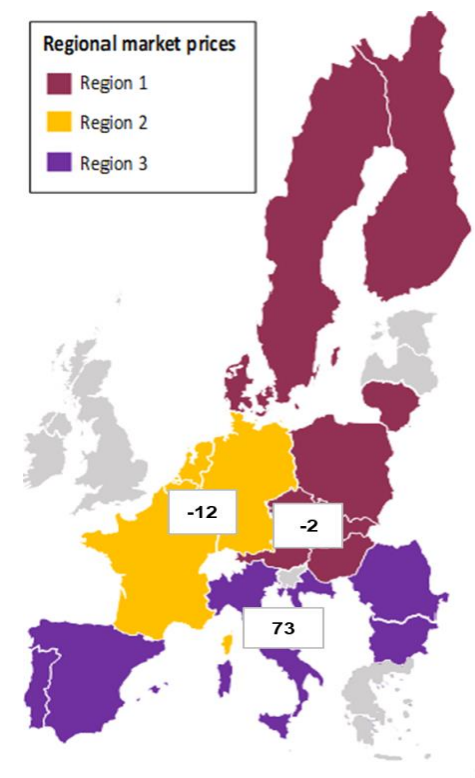 Regional market prices
Region 1
Region 2
Region 3
-12
-2
73